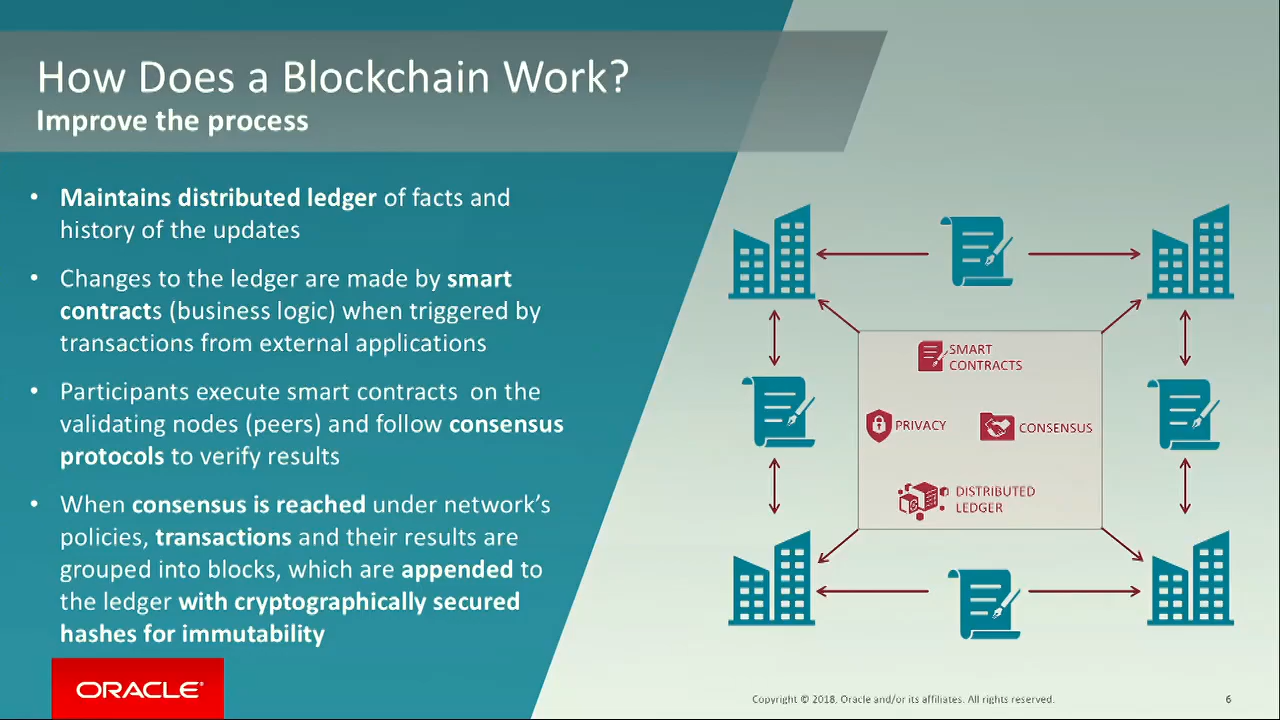 How Does a Blockchain Work?
Improve the process
• Maintains distributed ledger of facts and
history of the updates
• Changes to the ledger are made by smart
contracts (business logic) when triggered by
transactions from external applications
• Participants execute smart contracts  on the
validating nodes (peers) and follow consensus
protocols to verify results
• When consensus is reached under network’s
policies, transactions and their results are
grouped into blocks, which are appended to
the ledger with cryptographically secured
hashes for immutability
SMART
CONTRACTS
PRIVACY
CONSENSUS
DISTRIBUTED
LEDGER
ORACLE®
Copyright © 2018, Oracle and/or its affiliates. All rights reserved.
6